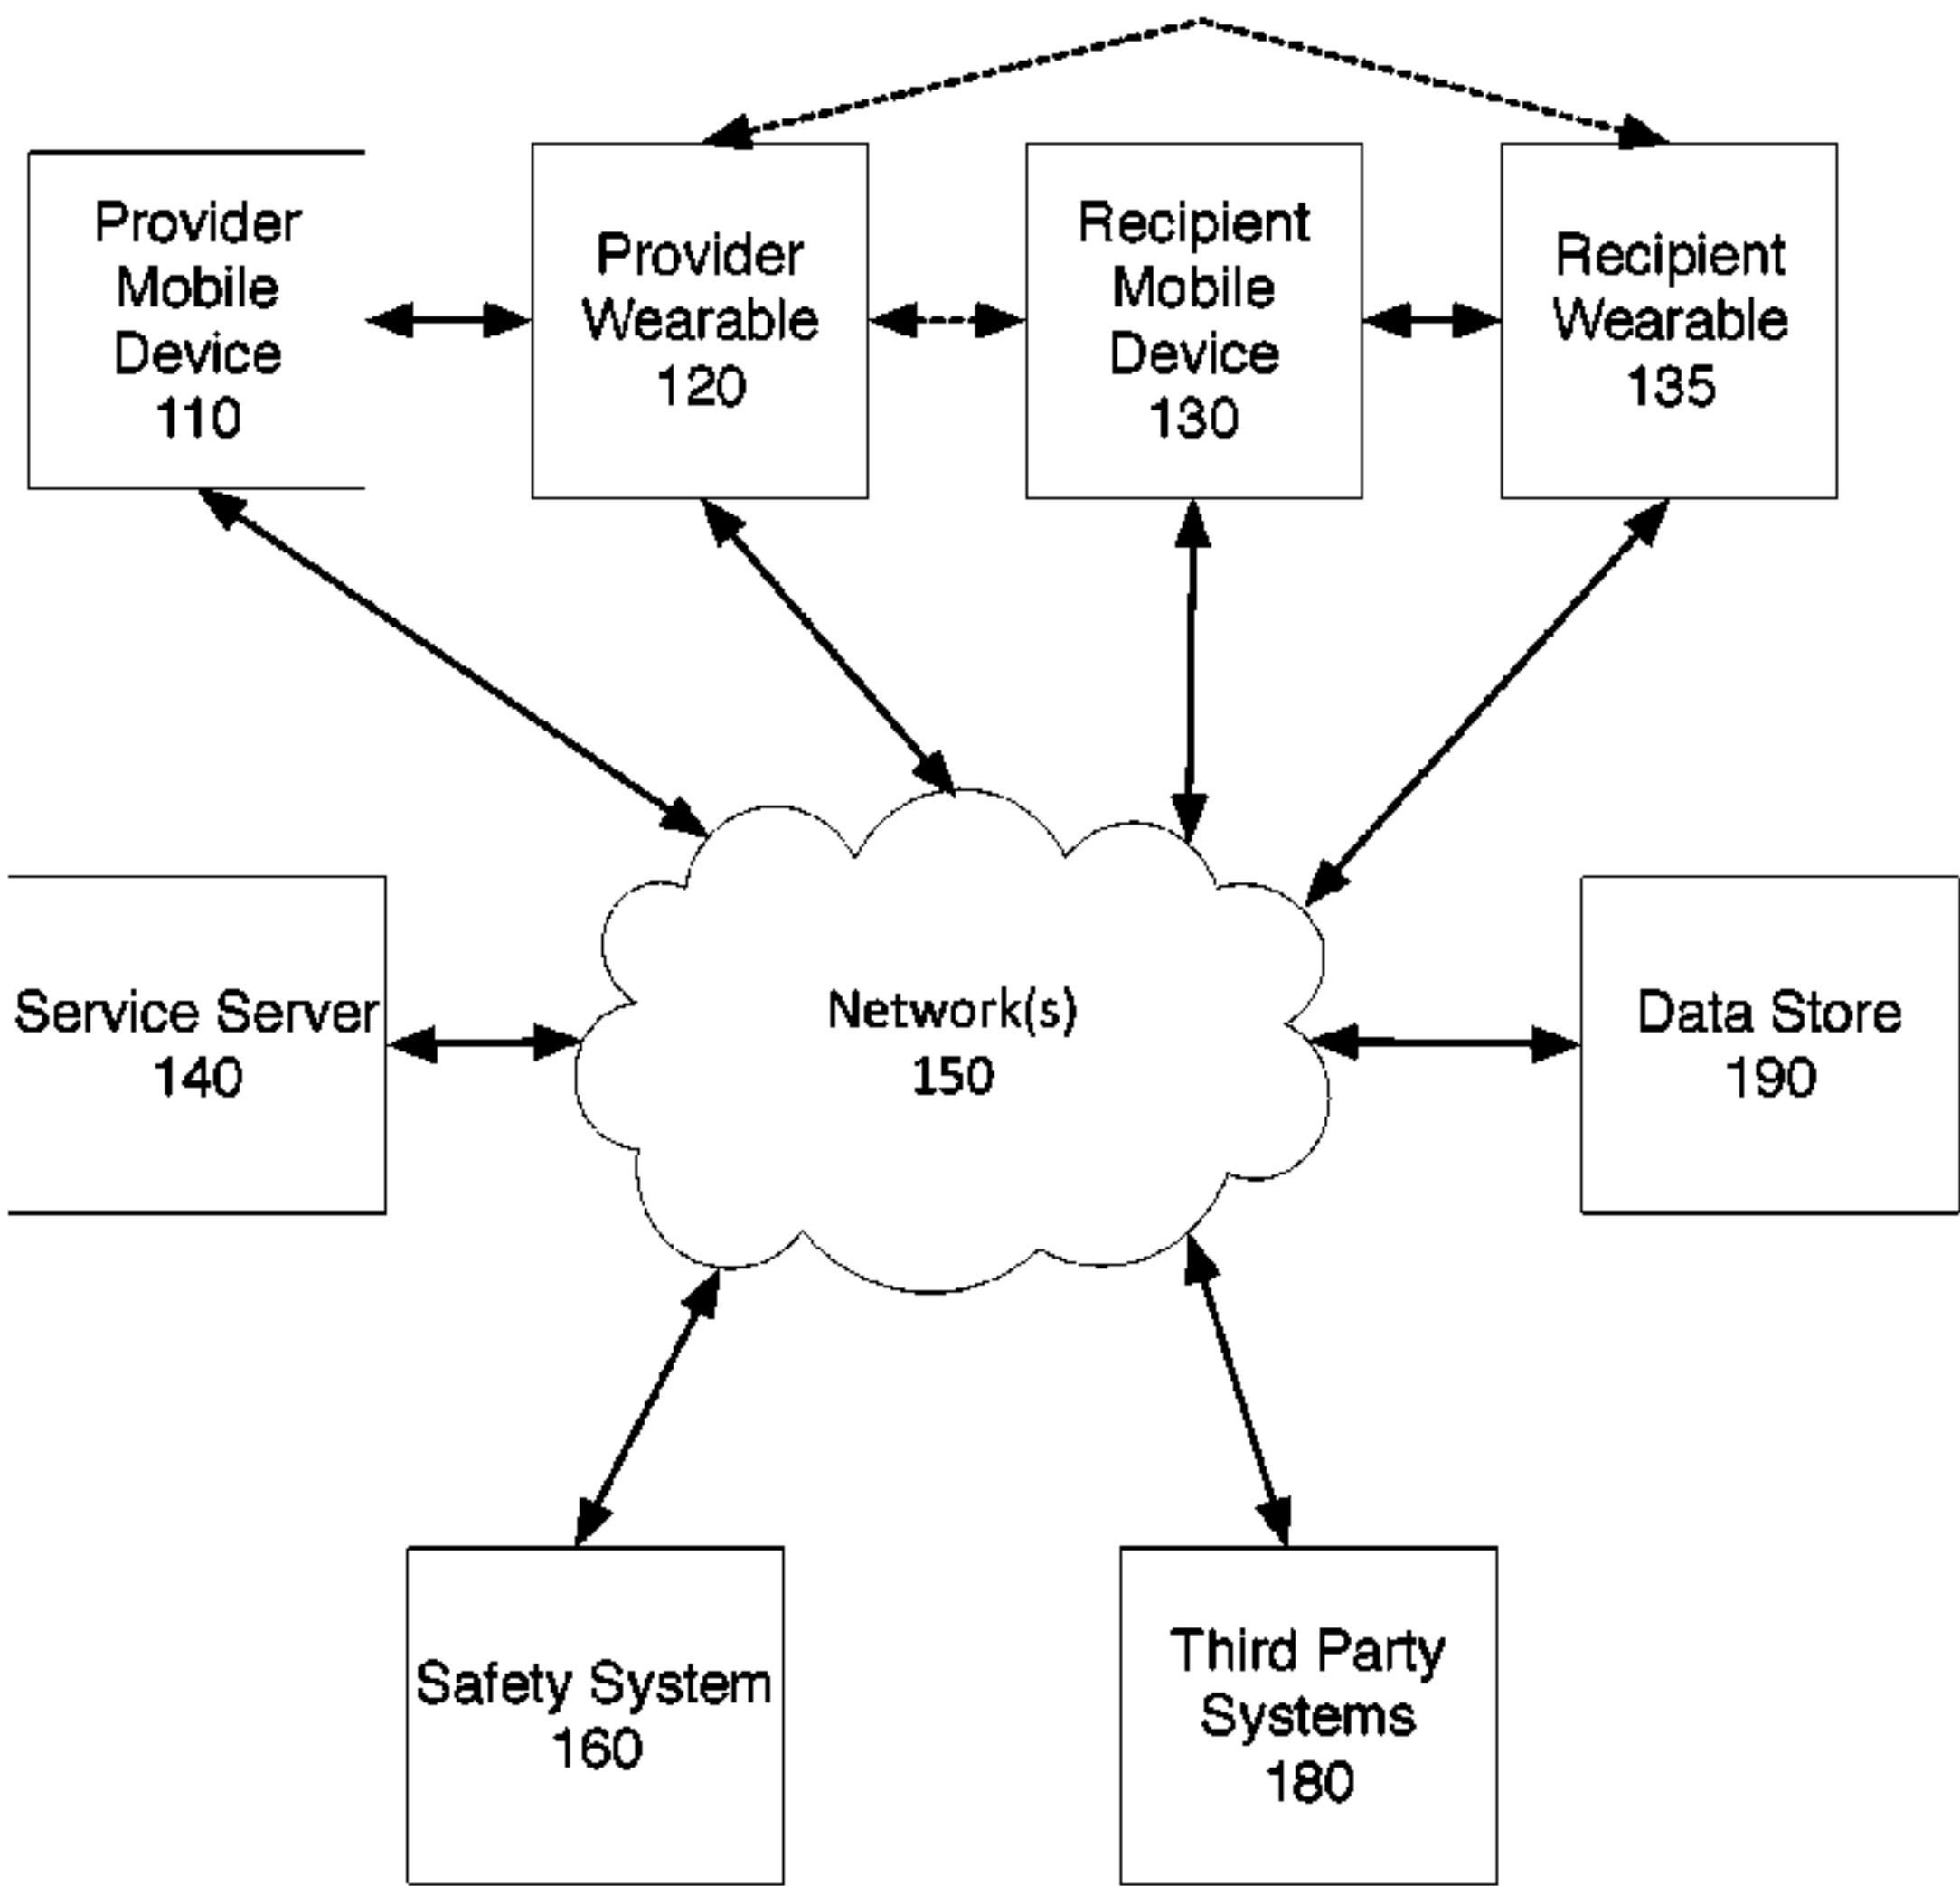 Provider
Mobile
Device
110
Provider
Wearable
120
Recipient
Mobile
Device
130
Recipient
Wearable
135
Service Server
140
Network(s)
150
Data Store
190
Safety System
160
Third Party
Systems
180